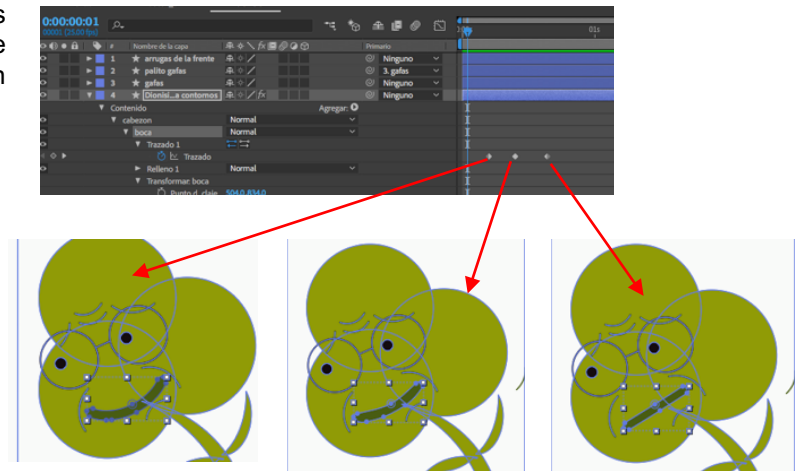 s
e
n
0:00:00:01
00001 (25.00 fps)
01s
# Nombre de la capa Primario
1 arrugas de la frente Ninguno
2 palito gafas 3. gafas
3 gafas Ninguno
4 Dionisi...a contornos Ninguno
Contenido Agregar:
cabezon Normal
boca Normal
Trazado 1
Trazado
Relleno 1 Normal
Transformar: boca
Punto d...claje 504,0,834,0